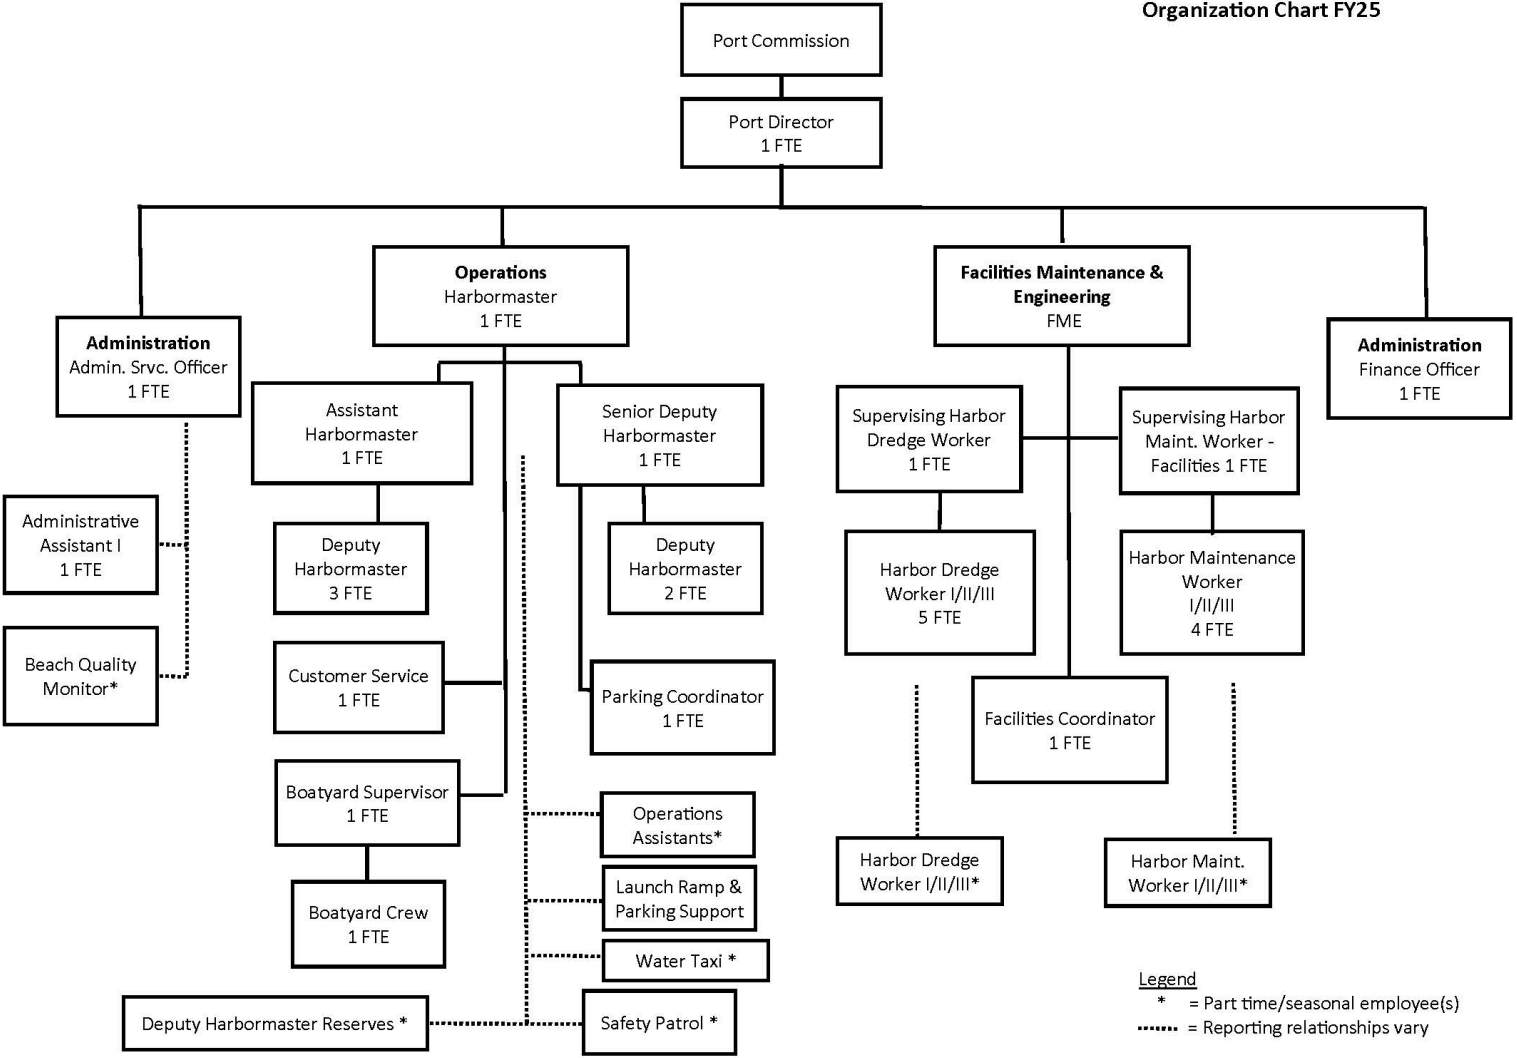 Organization Chart FY25
Port Commission
Port Director
1 FTE
Administration
Admin. Srvc. Officer
1 FTE
Operations
Harbormaster
1 FTE
Facilities Maintenance &
Engineering
FME
Administration
Finance Officer
1 FTE
Administrative
Assistant I
1 FTE
Beach Quality
Monitor*
Assistant
Harbormaster
1 FTE
Senior Deputy
Harbormaster
1 FTE
Deputy
Harbormaster
3 FTE
Deputy
Harbormaster
2 FTE
Customer Service
1 FTE
Parking Coordinator
1 FTE
Boatyard Supervisor
1 FTE
Boatyard Crew
1 FTE
Operations
Assistants*
Launch Ramp &
Parking Support
Water Taxi *
Deputy Harbormaster Reserves *
Safety Patrol *
Supervising Harbor
Dredge Worker
1 FTE
Supervising Harbor
Maint. Worker -
Facilities 1 FTE
Harbor Dredge
Worker I/II/III
5 FTE
Harbor Maintenance
Worker
I/II/III
4 FTE
Facilities Coordinator
1 FTE
Harbor Dredge
Worker I/II/III*
Harbor Maint.
Worker I/II/III*
Legend
* = Part time/seasonal employee(s)
= Reporting relationships vary